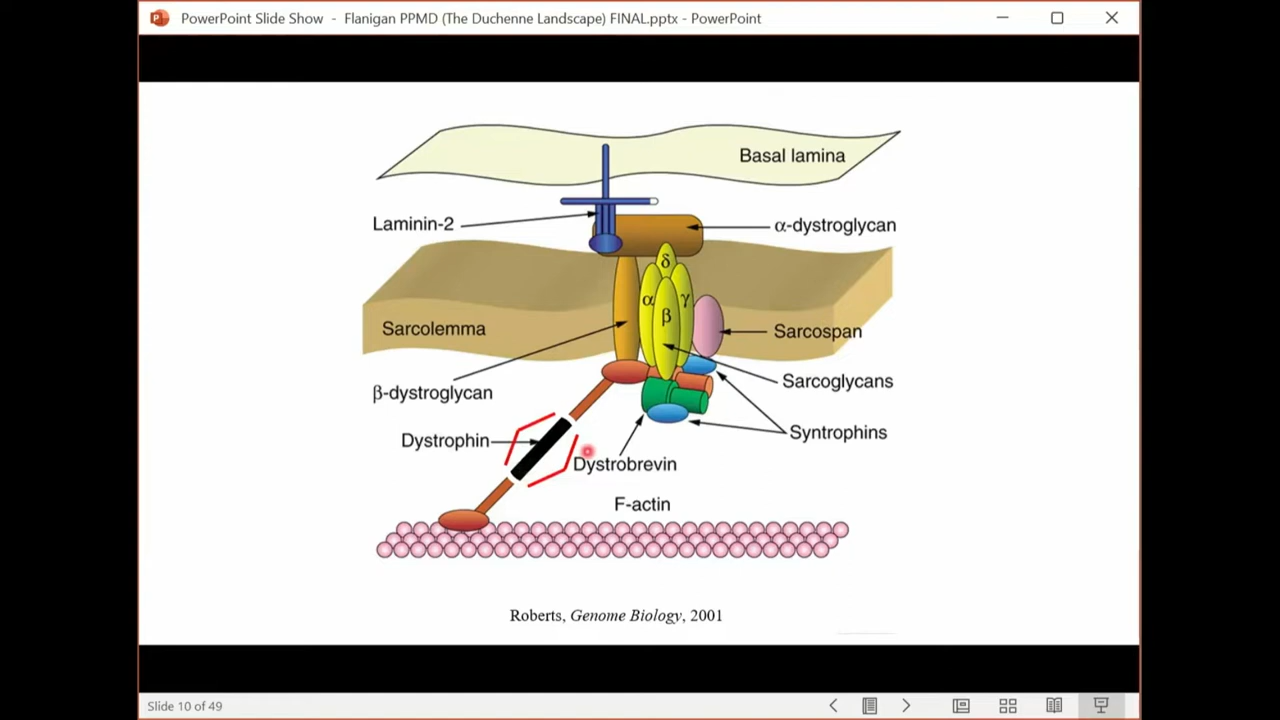 PowerPoint Slide Show - Flanigan PPMD (The Duchenne Landscape) FINAL.pptx - PowerPoint
Basal lamina
Laminin-2
α-dystroglycan
δ
α
γ
β
Sarcolemma
Sarcospan
Sarcoglycans
β-dystroglycan
Syntrophins
Dystrophin
Dystrobrevin
F-actin
Roberts, Genome Biology, 2001
Slide 10 of 49